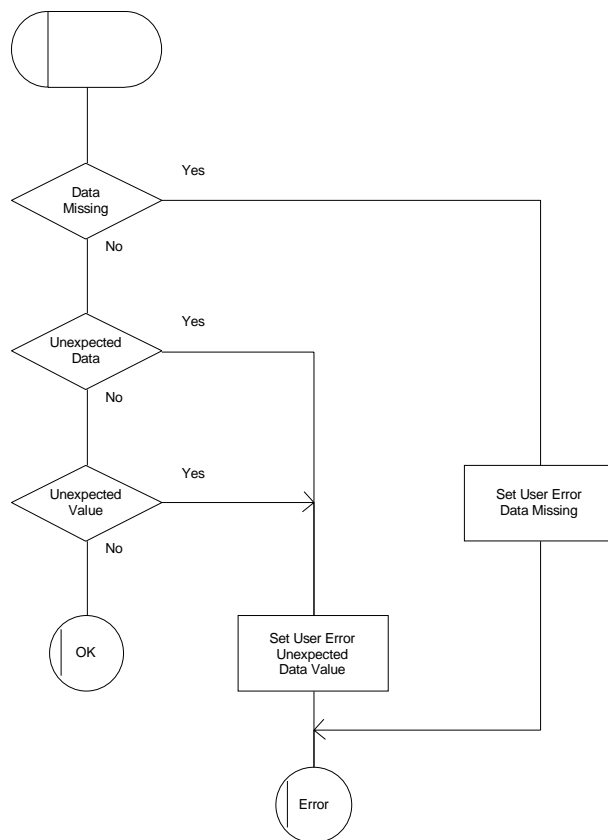 Yes
Data
Missing
No
Yes
Unexpected
Data
No
Yes
Unexpected
Value
Set User Error
Data Missing
No
OK
Set User Error
Unexpected
Data Value
Error